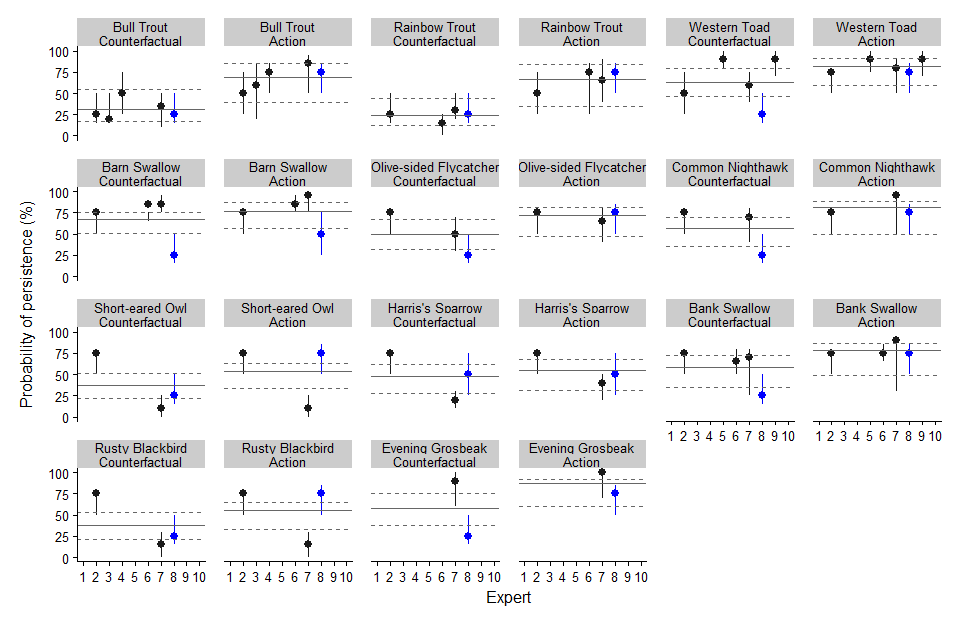 Bull Trout Counterfactual
Bull Trout Action
Rainbow Trout Counterfactual
Rainbow Trout Action
Western Toad Counterfactual
Western Toad Action
100
75
50
25
0
Barn Swallow Counterfactual
Barn Swallow Action
Olive-sided Flycatcher Counterfactual
Olive-sided Flycatcher Action
Common Nighthawk Counterfactual
Common Nighthawk Action
100
75
50
25
0
Probability of persistence (%)
Short-eared Owl Counterfactual
Short-eared Owl Action
Harris's Sparrow Counterfactual
Harris's Sparrow Action
Bank Swallow Counterfactual
Bank Swallow Action
100
75
50
25
0
1 2 3 4 5 6 7 8 9 10
1 2 3 4 5 6 7 8 9 10
Rusty Blackbird Counterfactual
Rusty Blackbird Action
Evening Grosbeak Counterfactual
Evening Grosbeak Action
100
75
50
25
0
1 2 3 4 5 6 7 8 9 10
1 2 3 4 5 6 7 8 9 10
1 2 3 4 5 6 7 8 9 10
1 2 3 4 5 6 7 8 9 10
Expert